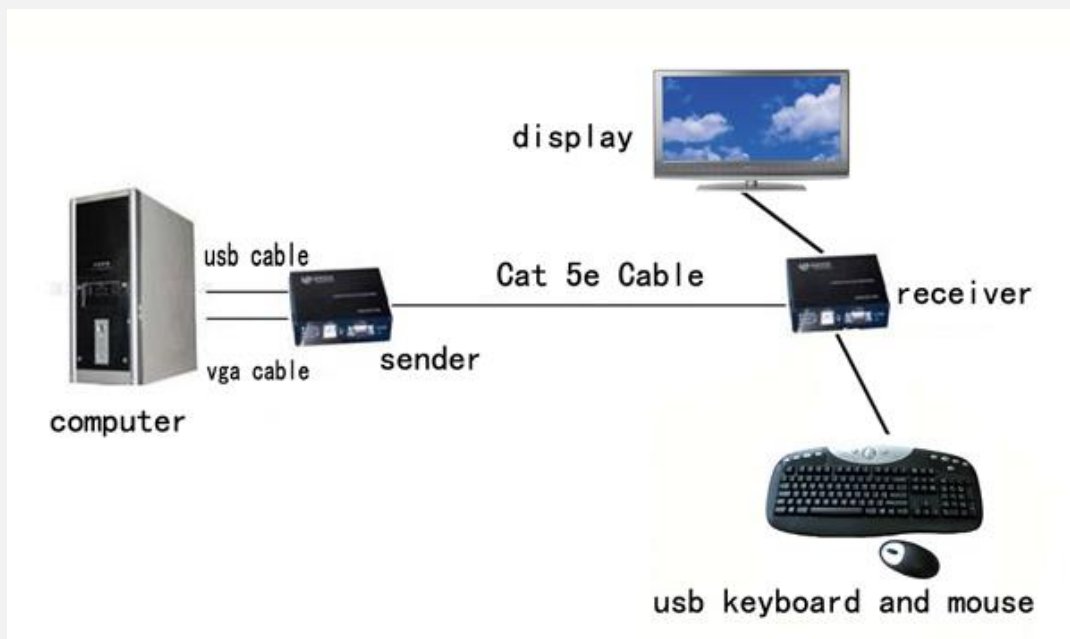 display
usb cable
Cat 5e Cable
receiver
sender
vga cable
computer
usb keyboard and mouse